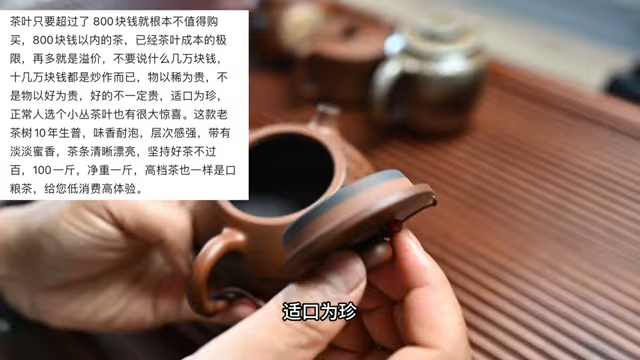 茶叶只要超过了 800块钱就根本不值得购
买，800块钱以内的茶，已经茶叶成本的极
限，再多就是溢价，不要说什么几万块钱，
十几万块钱都是炒作而已，物以稀为贵，不
是物以好为贵，好的不一定贵，适口为珍，
正常人选个小丛茶叶也有很大惊喜。这款老
茶树10年生普，味香耐泡，层次感强，带有
淡淡蜜香，茶条清晰漂亮，坚持好茶不过
百，100一斤，净重一斤，高档茶也一样是口
粮茶，给您低消费高体验。
适口为珍